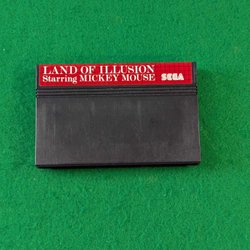 LAND OF ILLUSION
Starring MICKEY MOUSE SEGA